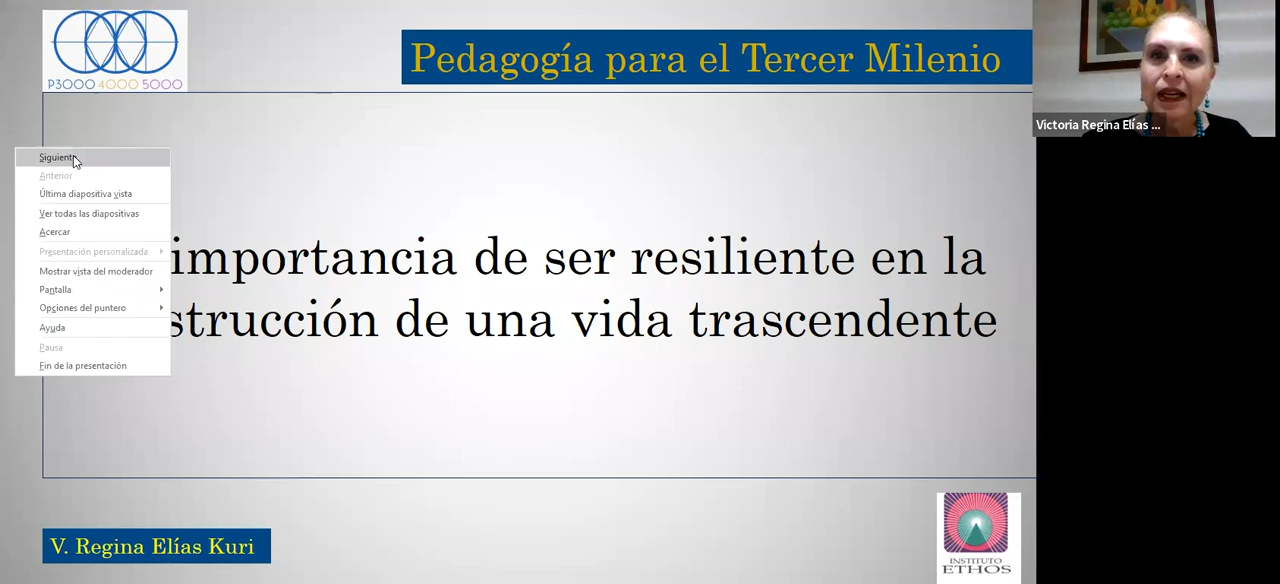 P3000 4000 5000
Pedagogía para el Tercer Milenio
Victoria Regina Elías ...
Siguiente
Anterior
Última diapositiva vista
Ver todas las diapositivas
Acercar
Presentación personalizada
Mostrar vista del moderador
Pantalla
Opciones del puntero
Ayuda
Pausa
Fin de la presentación
importancia de ser resiliente en la
strucción de una vida trascendente
V. Regina Elías Kuri
INSTITUTO
ETHOS